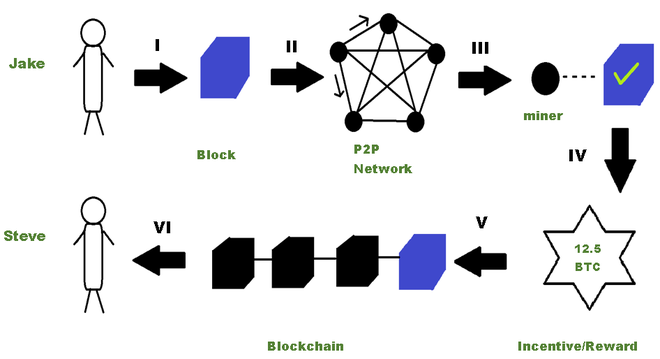 Jake
I
II
III
IV
Block
P2P
Network
miner
Steve
VI
V
12.5
BTC
Blockchain
Incentive/Reward